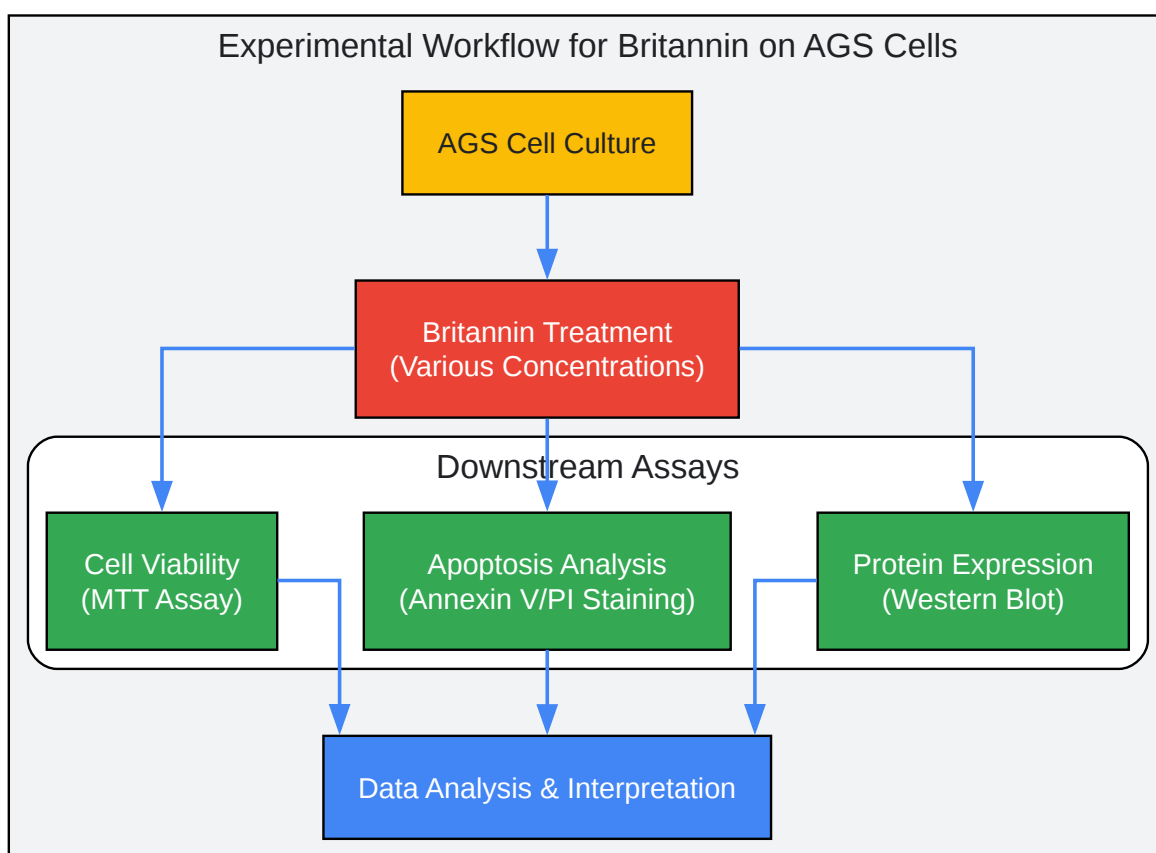 Experimental Workflow for Britannin on AGS Cells
AGS Cell Culture
Britannin Treatment
(Various Concentrations)
Downstream Assays
Cell Viability
(MTT Assay)
Apoptosis Analysis
(Annexin V/PI Staining)
Protein Expression
(Western Blot)
Data Analysis & Interpretation